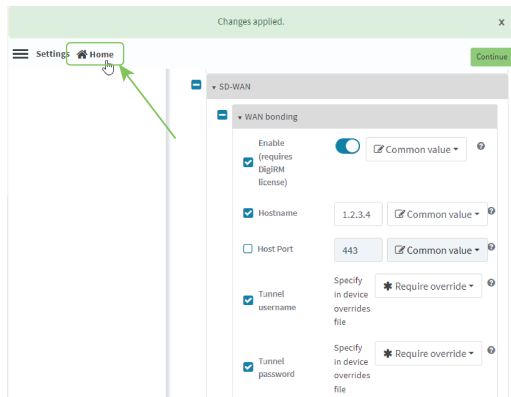 Changes applied.
x
Settings Home
Continue
▾ SD-WAN
▾ WAN bonding
Enable
(requires
DigiRM
license)
Common value
Hostname
1.2.3.4
Common value
Host Port
443
Common value
Tunnel
username
Specify
in device
overrides
file
Require override
Tunnel
password
Specify
in device
overrides
file
Require override